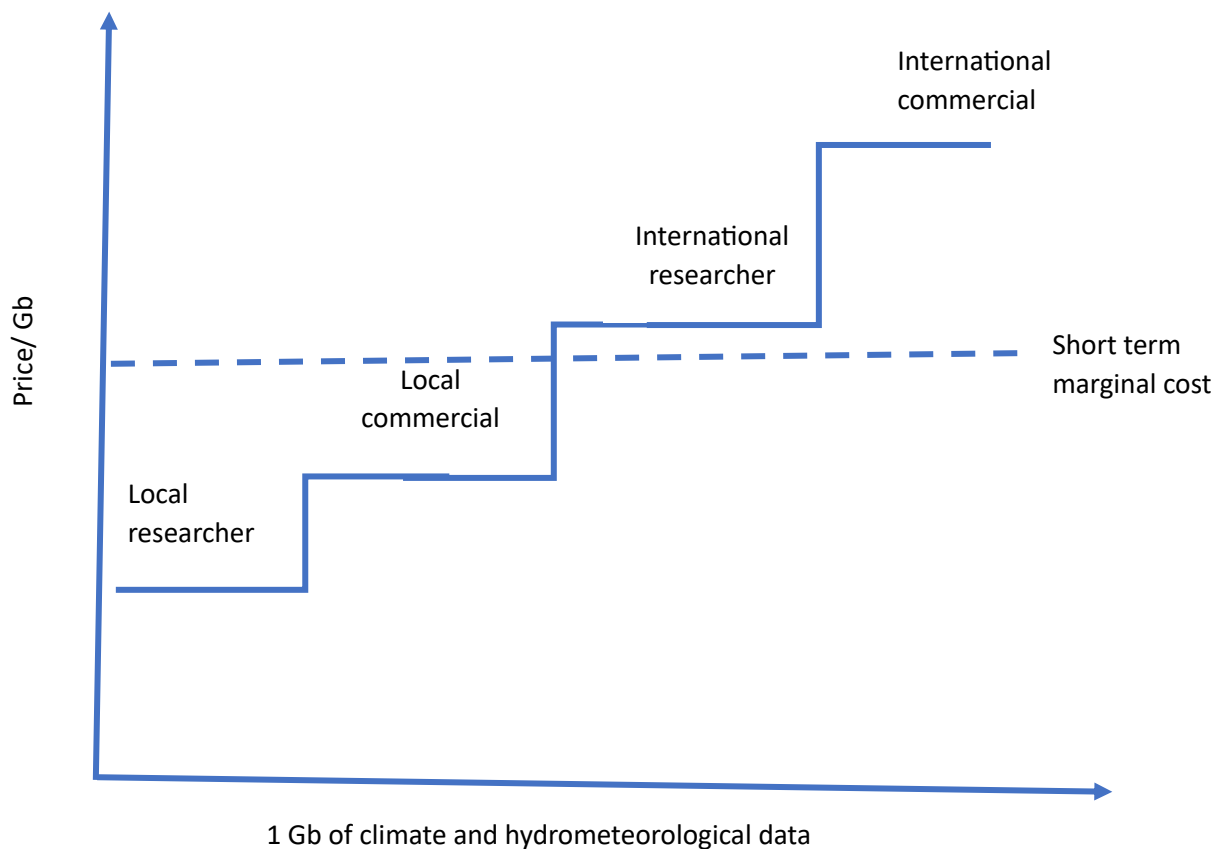 International
commercial
International
researcher
Price/ Gb
Short term
marginal cost
Local
commercial
Local
researcher
1 Gb of climate and hydrometeorological data